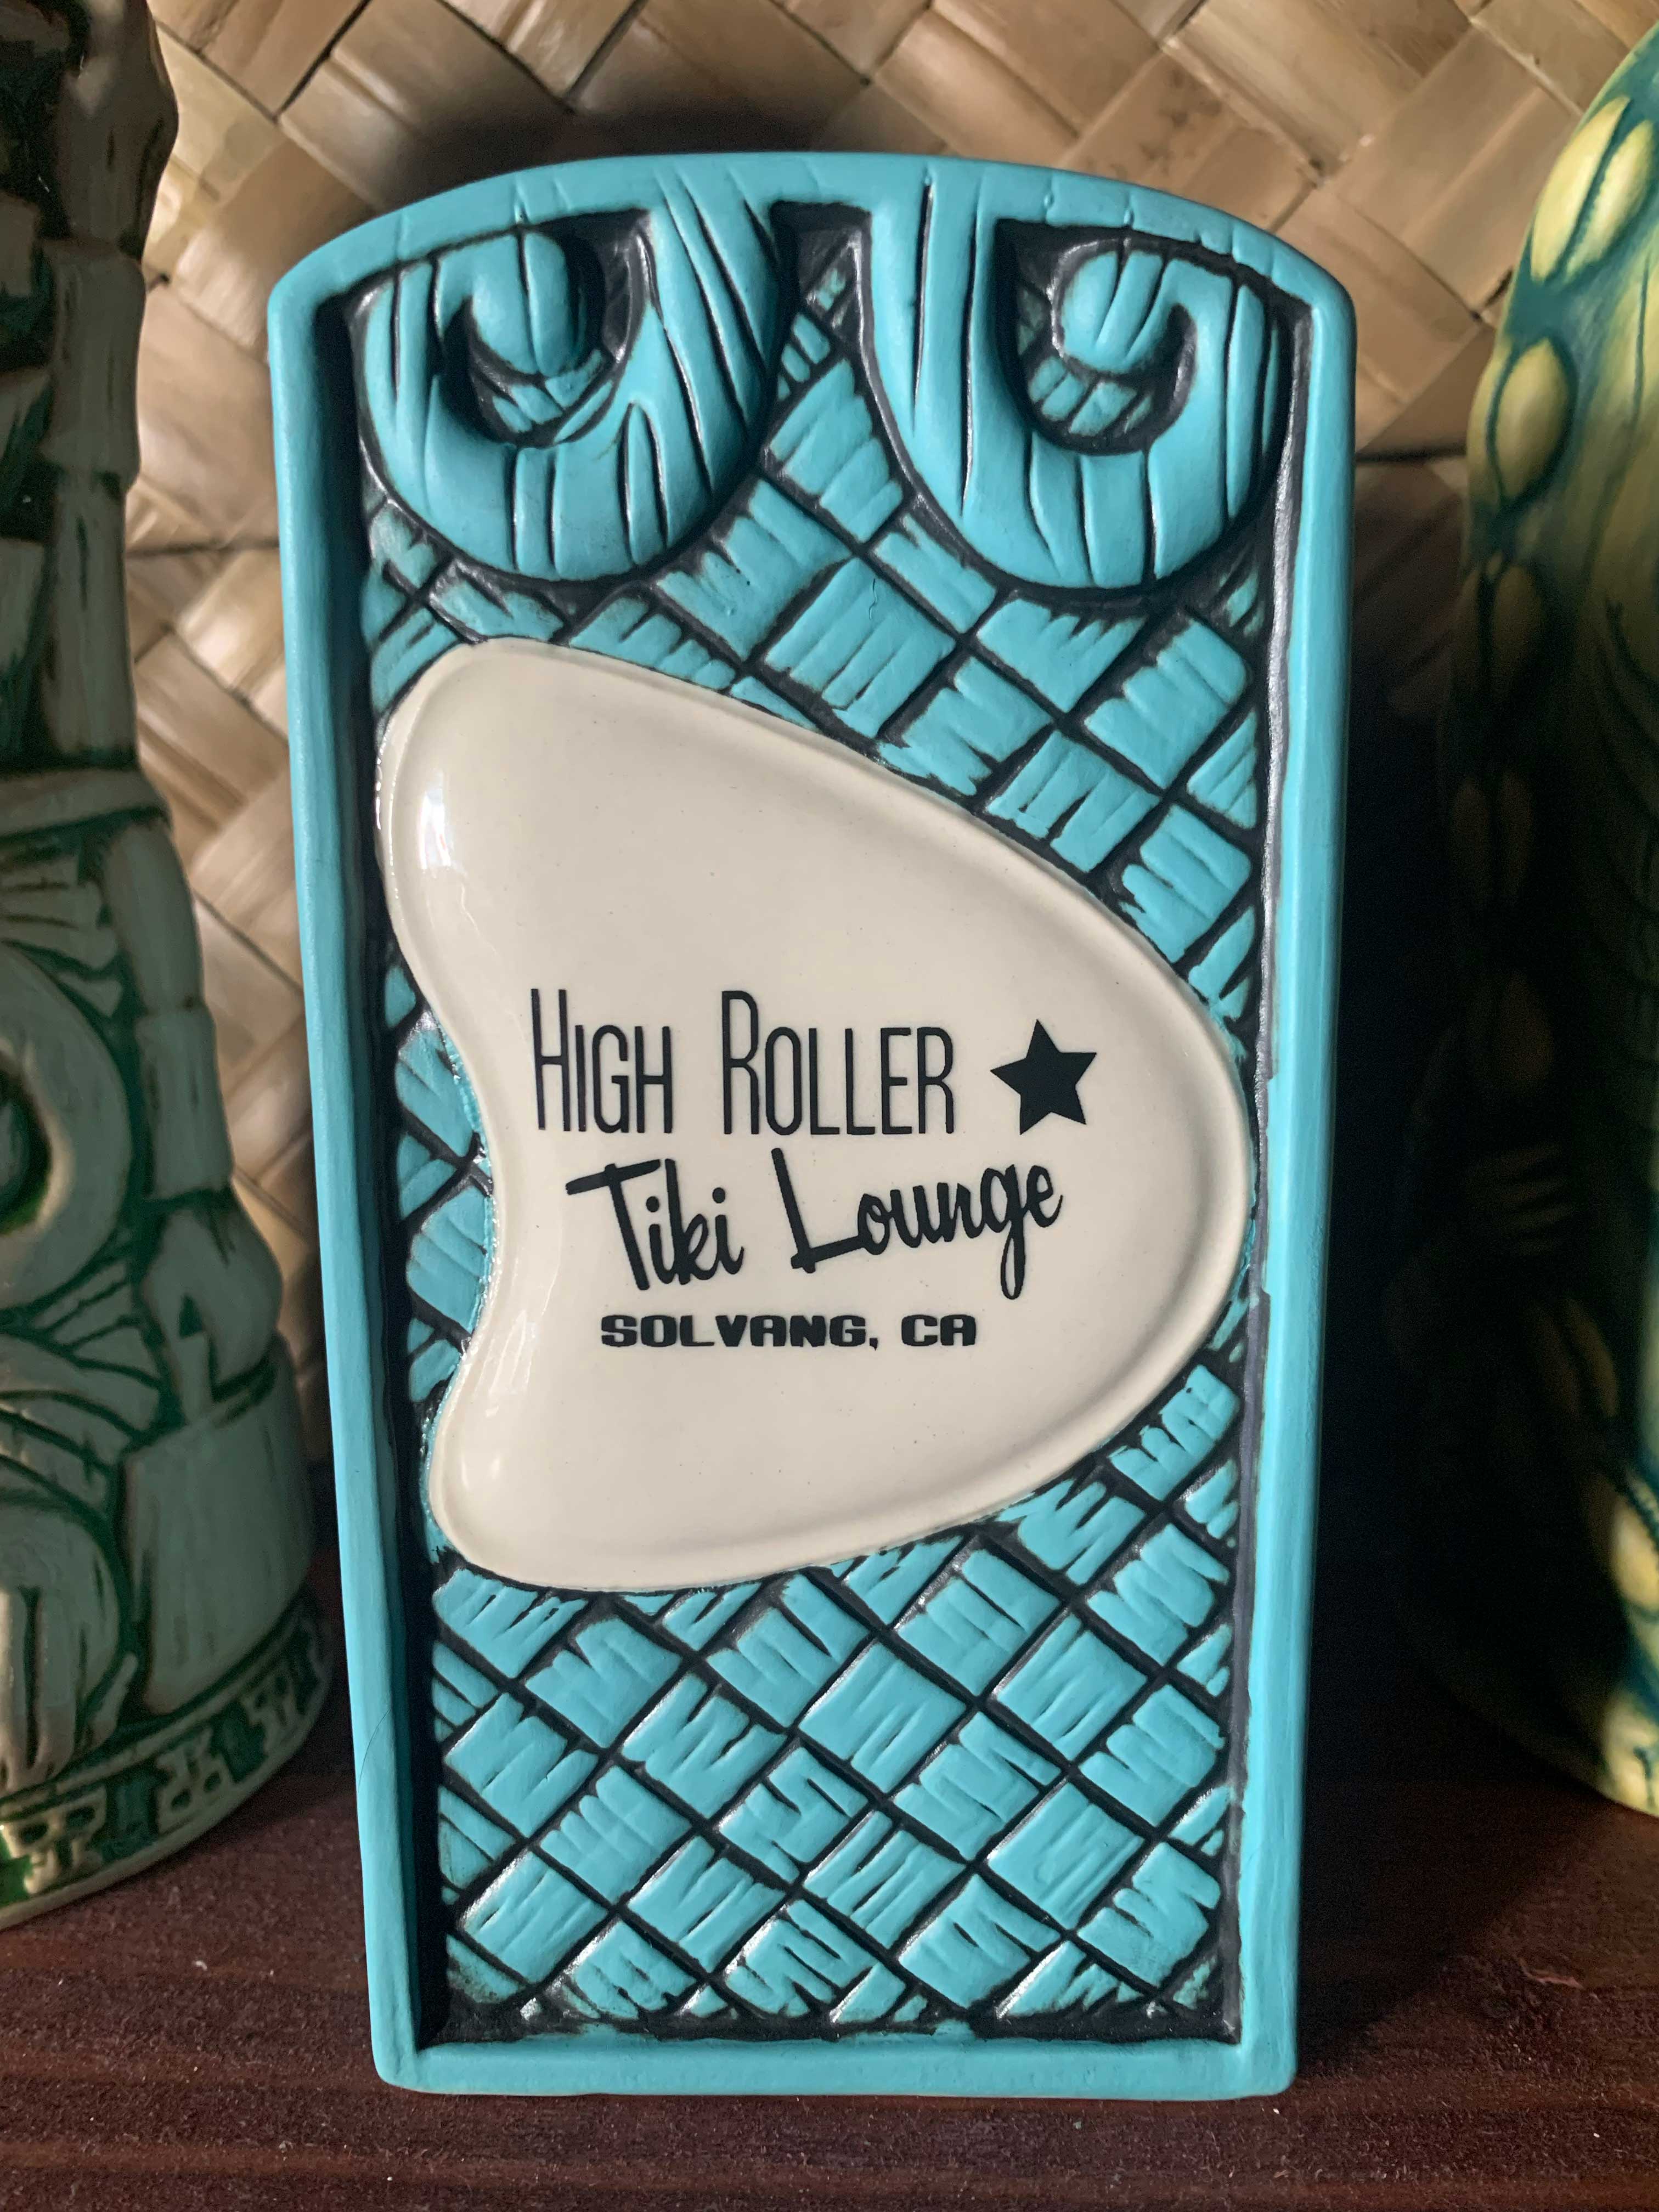 HIGH ROLLER
Tiki Lounge
SOLVANG, CA